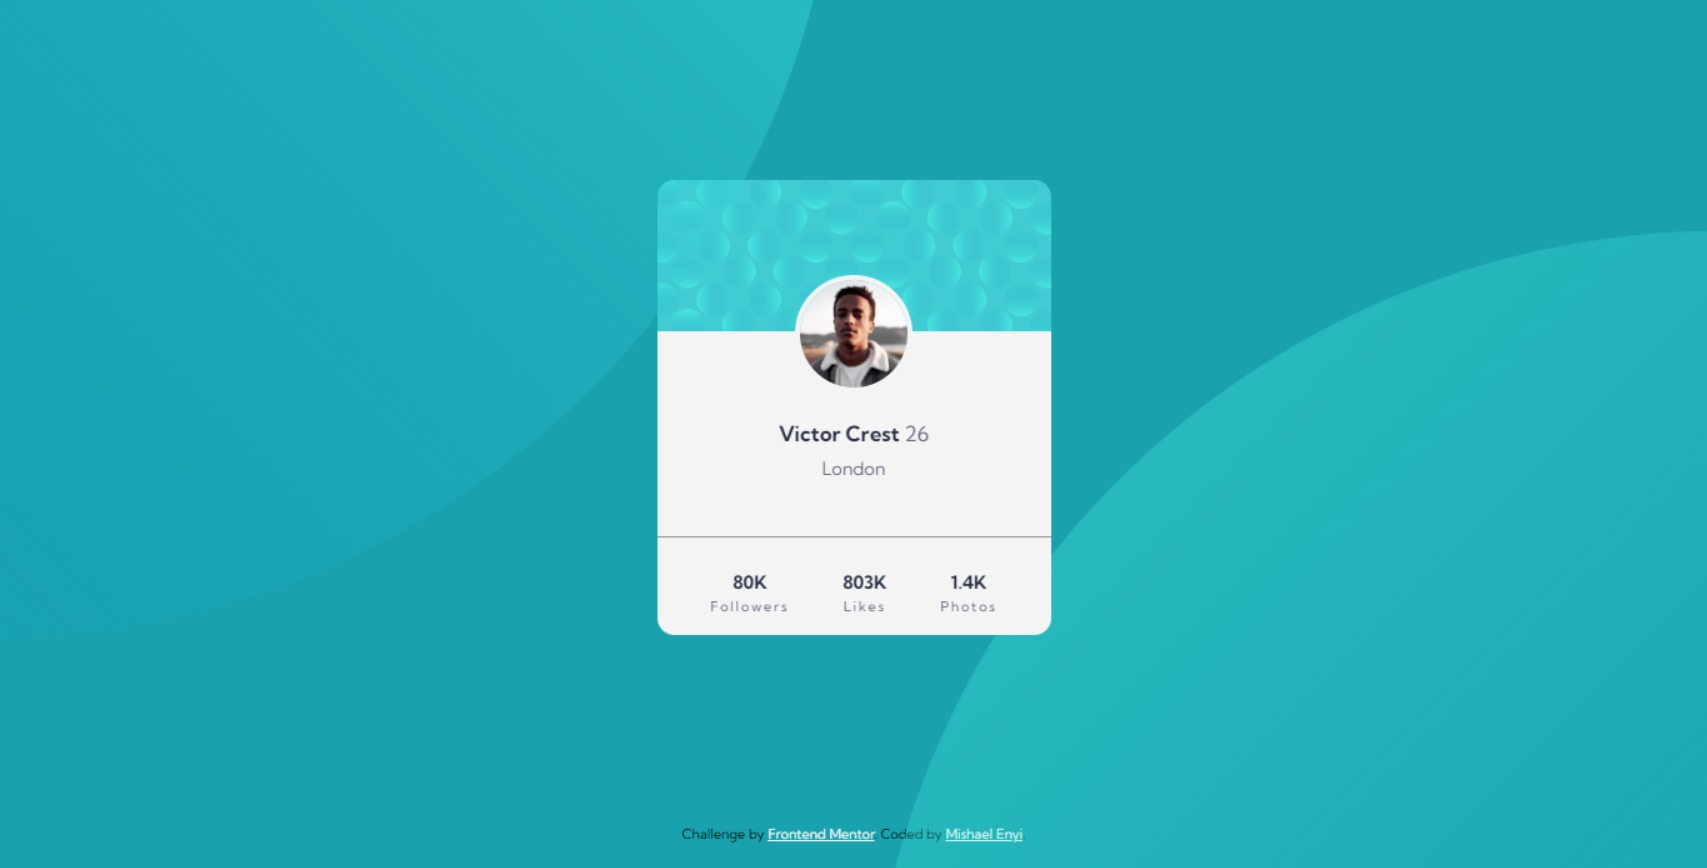 Victor Crest 26
London
80K 803K 1.4K
Followers Likes Photos
Challenge by Frontend Mentor. Coded by Mishael Enyi.